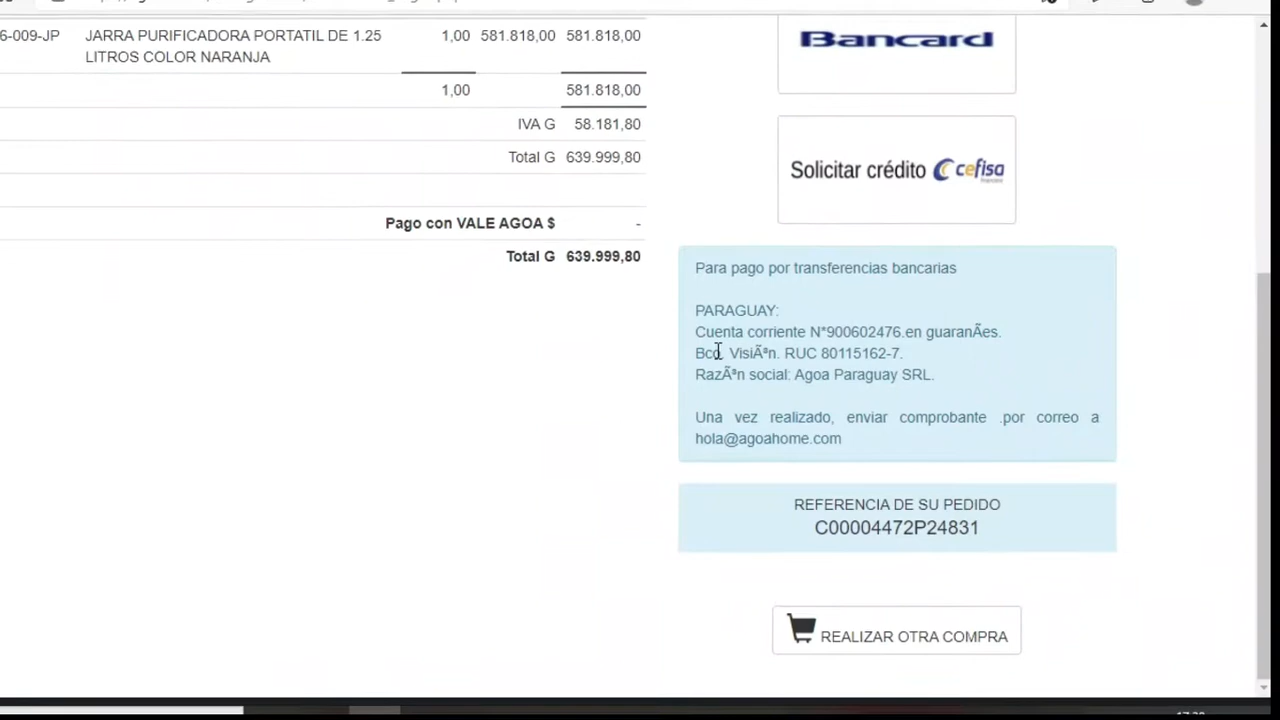 6-009-JP JARRA PURIFICADORA PORTATIL DE 1.25 1,00 581.818,00 581.818,00
LITROS COLOR NARANJA
1,00 581.818,00
IVA G 58.181,80
Total G 639.999,80
Pago con VALE AGOA $ -
Total G 639.999,80
Bancard
Solicitar crédito cefisa
Para pago por transferencias bancarias
PARAGUAY:
Cuenta corriente N°900602476.en guaranÃes.
Bco. VisiÃªn. RUC 80115162-7.
RazÃªn social: Agoa Paraguay SRL.
Una vez realizado, enviar comprobante .por correo a
hola@agoahome.com
REFERENCIA DE SU PEDIDO
C00004472P24831
REALIZAR OTRA COMPRA